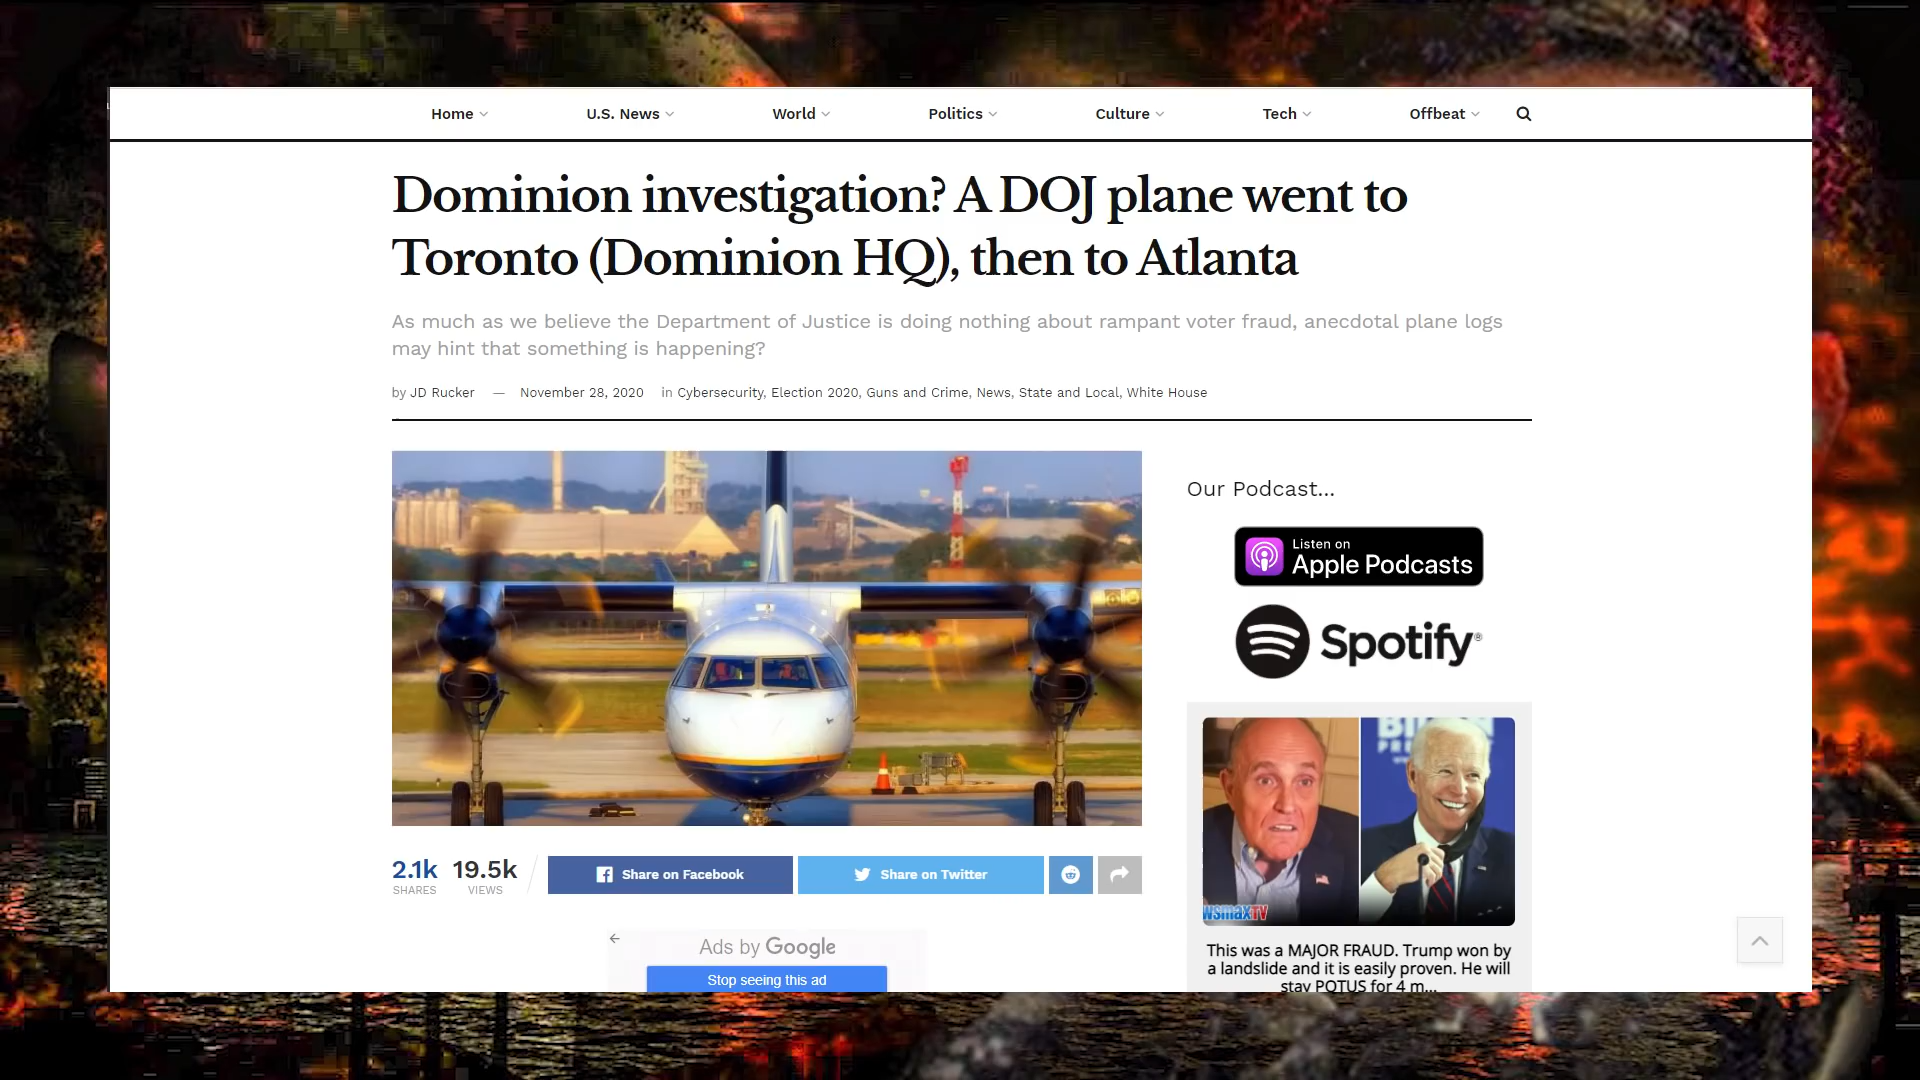 Home
U.S. News
World
Politics
Culture
Tech
Offbeat
Dominion investigation? A DOJ plane went to
Toronto (Dominion HQ), then to Atlanta
As much as we believe the Department of Justice is doing nothing about rampant voter fraud, anecdotal plane logs
may hint that something is happening?
by JD Rucker — November 28, 2020 in Cybersecurity, Election 2020, Guns and Crime, News, State and Local, White House
Our Podcast...
Listen on
Apple Podcasts
Spotify®
2.1k
SHARES
19.5k
VIEWS
Share on Facebook
Share on Twitter
Ads by Google
Stop seeing this ad
wsmaxTV
This was a MAJOR FRAUD. Trump won by
a landslide and it is easily proven. He will
stay POTUS for 4 m...